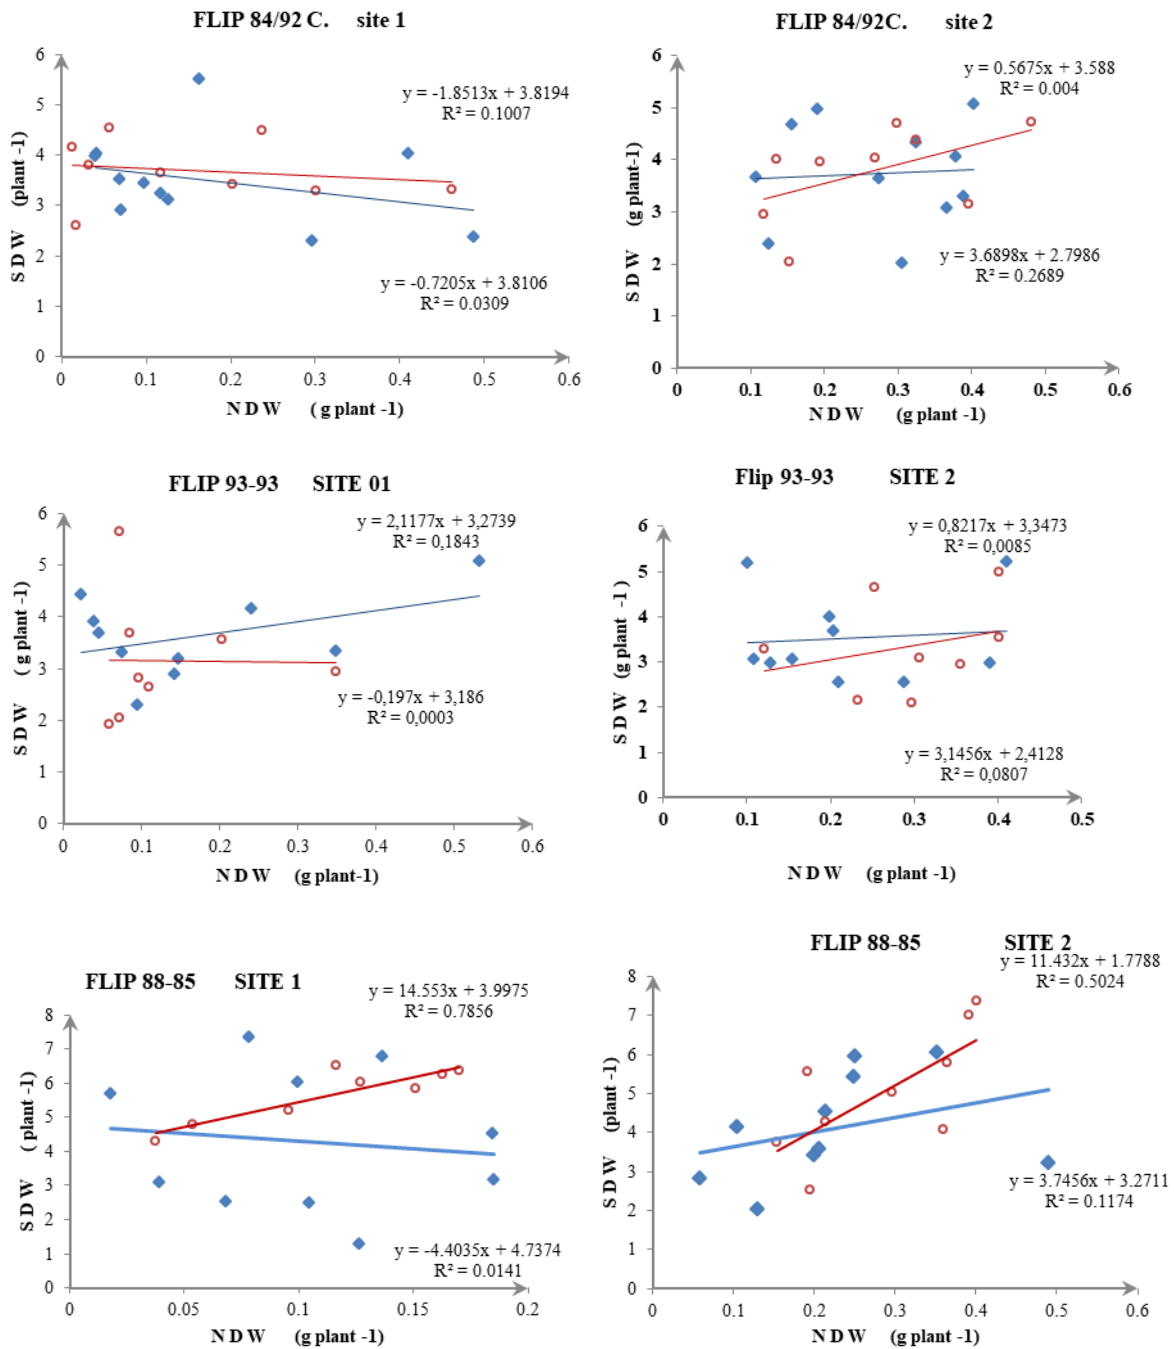 FLIP 84/92 C. site 1
y = -1.8513x + 3.8194
R² = 0.1007
y = -0.7205x + 3.8106
R² = 0.0309
6
5
4
3
2
1
0
S D W (plant -1)
0 0.1 0.2 0.3 0.4 0.5 0.6
N D W ( g plant -1)
FLIP 84/92C. site 2
y = 0.5675x + 3.588
R² = 0.004
y = 3.6898x + 2.7986
R² = 0.2689
6
5
4
3
2
1
0
S D W (g plant-1)
0 0.1 0.2 0.3 0.4 0.5 0.6
N D W (g plant -1)
FLIP 93-93 SITE 01
y = 2,1177x + 3,2739
R² = 0,1843
y = -0,197x + 3,186
R² = 0,0003
6
5
4
3
2
1
0
S D W ( g plant -1)
0 0.1 0.2 0.3 0.4 0.5 0.6
N D W (g plant-1)
Flip 93-93 SITE 2
y = 0,8217x + 3,3473
R² = 0,0085
y = 3,1456x + 2,4128
R² = 0,0807
6
5
4
3
2
1
0
S D W (g plant -1 )
0 0.1 0.2 0.3 0.4 0.5
N D W (g plant -1)
FLIP 88-85 SITE 1
y = 14.553x + 3.9975
R² = 0.7856
y = -4.4035x + 4.7374
R² = 0.0141
8
7
6
5
4
3
2
1
0
S D W ( plant -1)
0 0.05 0.1 0.15 0.2
N D W (g plant -1)
FLIP 88-85 SITE 2
y = 11.432x + 1.7788
R² = 0.5024
y = 3.7456x + 3.2711
R² = 0.1174
8
7
6
5
4
3
2
1
0
S D W (plant -1)
0 0.1 0.2 0.3 0.4 0.5 0.6
N D W (g plant -1)